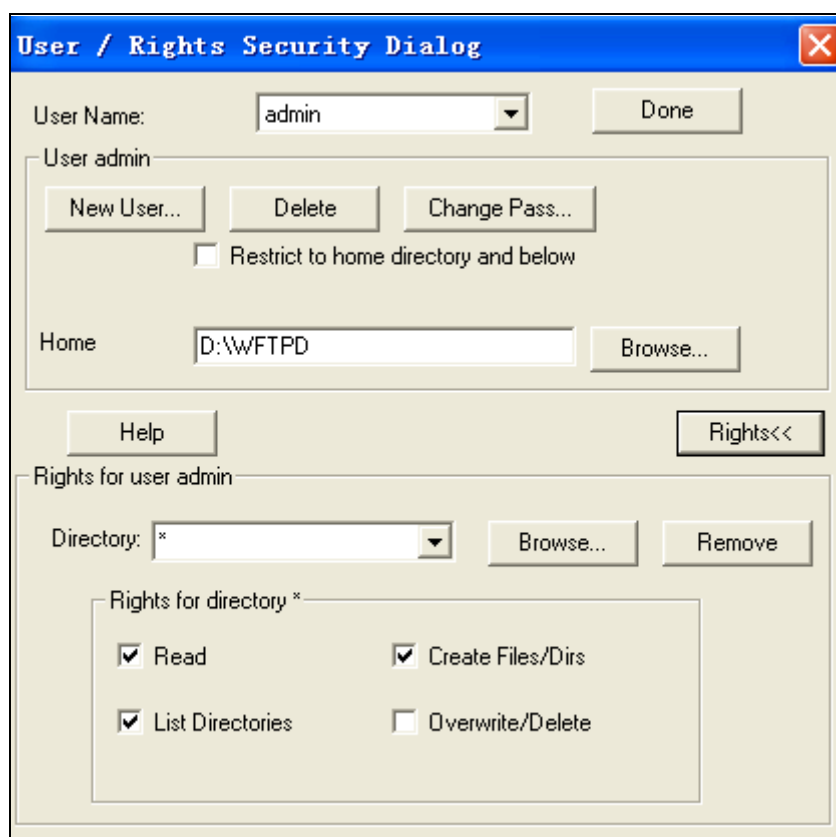 User / Rights Security Dialog
User Name: admin Done
User admin
New User... Delete Change Pass...
Restrict to home directory and below
Home D:\WFTPD Browse...
Help Rights<<
Rights for user admin
Directory: * Browse... Remove
Rights for directory *
Read Create Files/Dirs
List Directories Overwrite/Delete